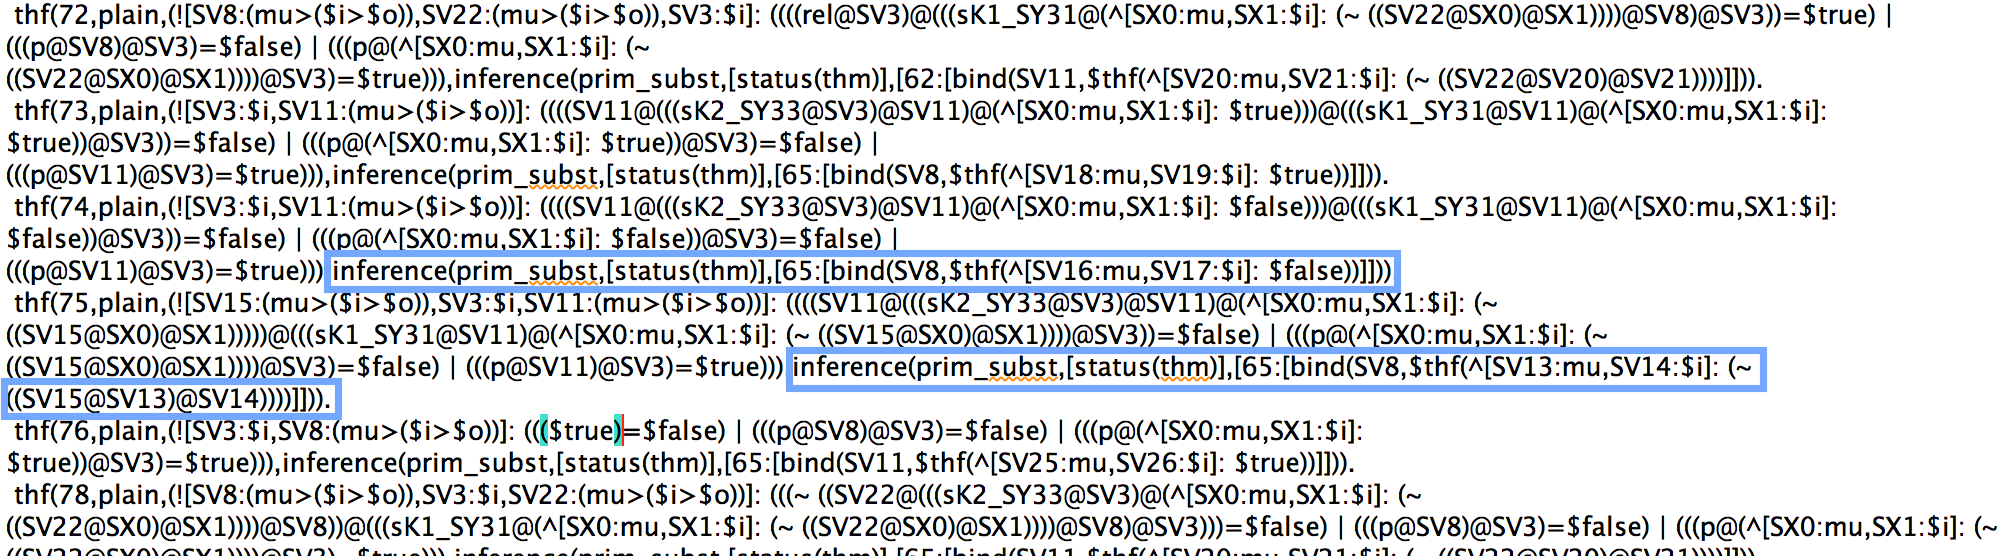 thf(72,plain,(![SV8:(mu>($i>$o)),SV22:(mu>($i>$o)),SV3:$i]: ((((rel@SV3)@(((sK1_SY31@(^[SX0:mu,SX1:$i]: (~ ((SV22@SX0)@SX1))))@SV8)@SV3))=$true) |
(((p@SV8)@SV3)=$false) | (((p@(^[SX0:mu,SX1:$i]: (~
((SV22@SX0)@SX1))))@SV3)=$true))),inference(prim_subst,[status(thm)],[62:[bind(SV11,$thf(^[SV20:mu,SV21:$i]: (~ ((SV22@SV20)@SV21))))]])).
thf(73,plain,(![SV3:$i,SV11:(mu>($i>$o))]: ((((SV11@(((sK2_SY33@SV3)@SV11)@(^[SX0:mu,SX1:$i]: $true)))@(((sK1_SY31@SV11)@(^[SX0:mu,SX1:$i]:
$true))@SV3))=$false) | (((p@(^[SX0:mu,SX1:$i]: $true))@SV3)=$false) |
(((p@SV11)@SV3)=$true))),inference(prim_subst,[status(thm)],[65:[bind(SV8,$thf(^[SV18:mu,SV19:$i]: $true))]])).
thf(74,plain,(![SV3:$i,SV11:(mu>($i>$o))]: ((((SV11@(((sK2_SY33@SV3)@SV11)@(^[SX0:mu,SX1:$i]: $false)))@(((sK1_SY31@SV11)@(^[SX0:mu,SX1:$i]:
$false))@SV3))=$false) | (((p@(^[SX0:mu,SX1:$i]: $false))@SV3)=$false) |
(((p@SV11)@SV3)=$true))) inference(prim_subst,[status(thm)],[65:[bind(SV8,$thf(^[SV16:mu,SV17:$i]: $false))]]))
thf(75,plain,(![SV15:(mu>($i>$o)),SV3:$i,SV11:(mu>($i>$o))]: ((((SV11@(((sK2_SY33@SV3)@SV11)@(^[SX0:mu,SX1:$i]: (~
((SV15@SX0)@SX1)))))@(((sK1_SY31@SV11)@(^[SX0:mu,SX1:$i]: (~ ((SV15@SX0)@SX1))))@SV3))=$false) | (((p@(^[SX0:mu,SX1:$i]: (~
((SV15@SX0)@SX1))))@SV3)=$false) | (((p@SV11)@SV3)=$true))) inference(prim_subst,[status(thm)],[65:[bind(SV8,$thf(^[SV13:mu,SV14:$i]: (~
((SV15@SV13)@SV14))))]])).
thf(76,plain,(![SV3:$i,SV8:(mu>($i>$o))]: ((($true)=$false) | (((p@SV8)@SV3)=$false) | (((p@(^[SX0:mu,SX1:$i]:
$true))@SV3)=$true))),inference(prim_subst,[status(thm)],[65:[bind(SV11,$thf(^[SV25:mu,SV26:$i]: $true))]])).
thf(78,plain,(![SV8:(mu>($i>$o)),SV3:$i,SV22:(mu>($i>$o))]: (((~ ((SV22@(((sK2_SY33@SV3)@(^[SX0:mu,SX1:$i]: (~
((SV22@SX0)@SX1))))@SV8))@(((sK1_SY31@(^[SX0:mu,SX1:$i]: (~ ((SV22@SX0)@SX1))))@SV8)@SV3)))=$false) | (((p@SV8)@SV3)=$false) | (((p@(^[SX0:mu,SX1:$i]: (~